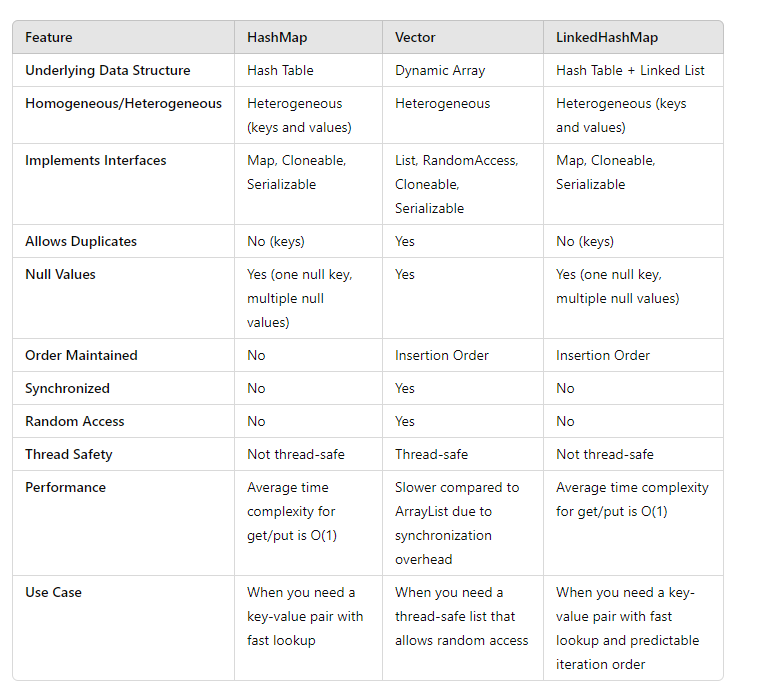 Feature HashMap Vector LinkedHashMap
Underlying Data Structure Hash Table Dynamic Array Hash Table + Linked List
Homogeneous/Heterogeneous Heterogeneous Heterogeneous Heterogeneous (keys
(keys and values) and values)
Implements Interfaces Map, Cloneable, List, RandomAccess, Map, Cloneable,
Serializable Cloneable, Serializable
Serializable
Allows Duplicates No (keys) Yes No (keys)
Null Values Yes (one null key, Yes Yes (one null key,
multiple null multiple null values)
values)
Order Maintained No Insertion Order Insertion Order
Synchronized No Yes No
Random Access No Yes No
Thread Safety Not thread-safe Thread-safe Not thread-safe
Performance Average time Slower compared to Average time complexity
complexity for ArrayList due to for get/put is O(1)
get/put is O(1) synchronization
overhead
Use Case When you need a When you need a When you need a key-
key-value pair with thread-safe list that value pair with fast
fast lookup allows random access lookup and predictable
iteration order